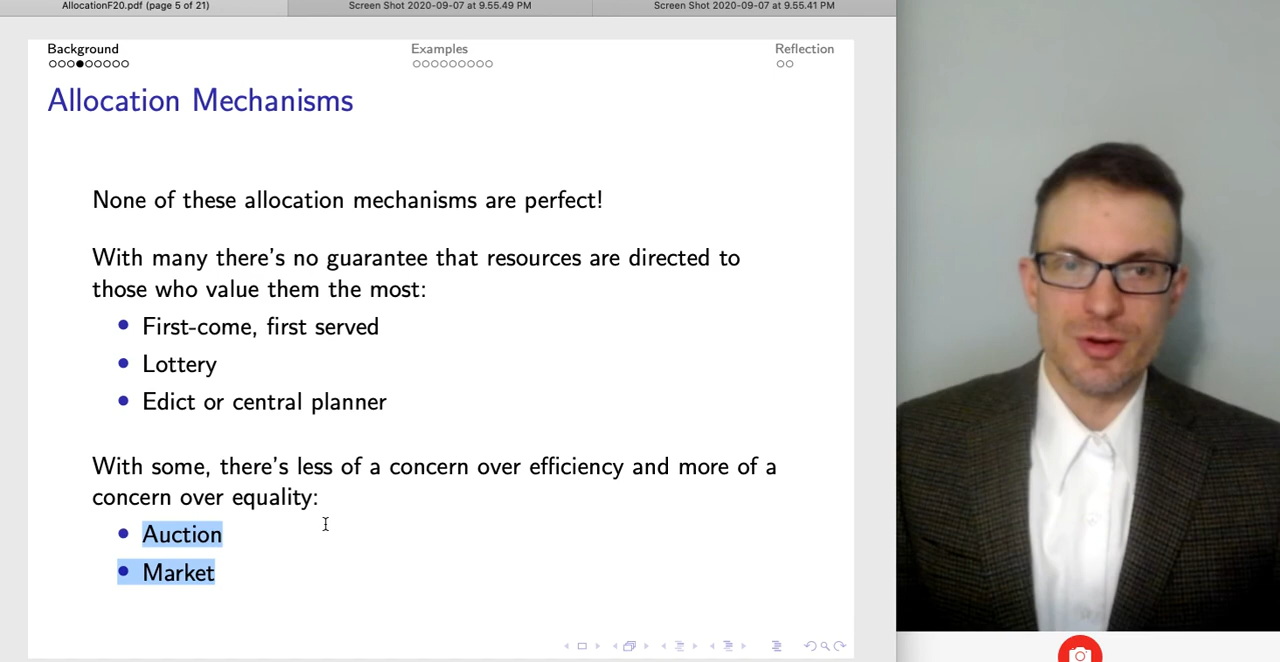 AllocationF20.pdf (page 5 of 21)
Screen Shot 2020-09-07 at 9.55.49 PM
Screen Shot 2020-09-07 at 9.55.41 PM
Background
Examples
Reflection
Allocation Mechanisms
None of these allocation mechanisms are perfect!
With many there's no guarantee that resources are directed to
those who value them the most:
First-come, first served
Lottery
Edict or central planner
With some, there's less of a concern over efficiency and more of a
concern over equality:
Auction
Market